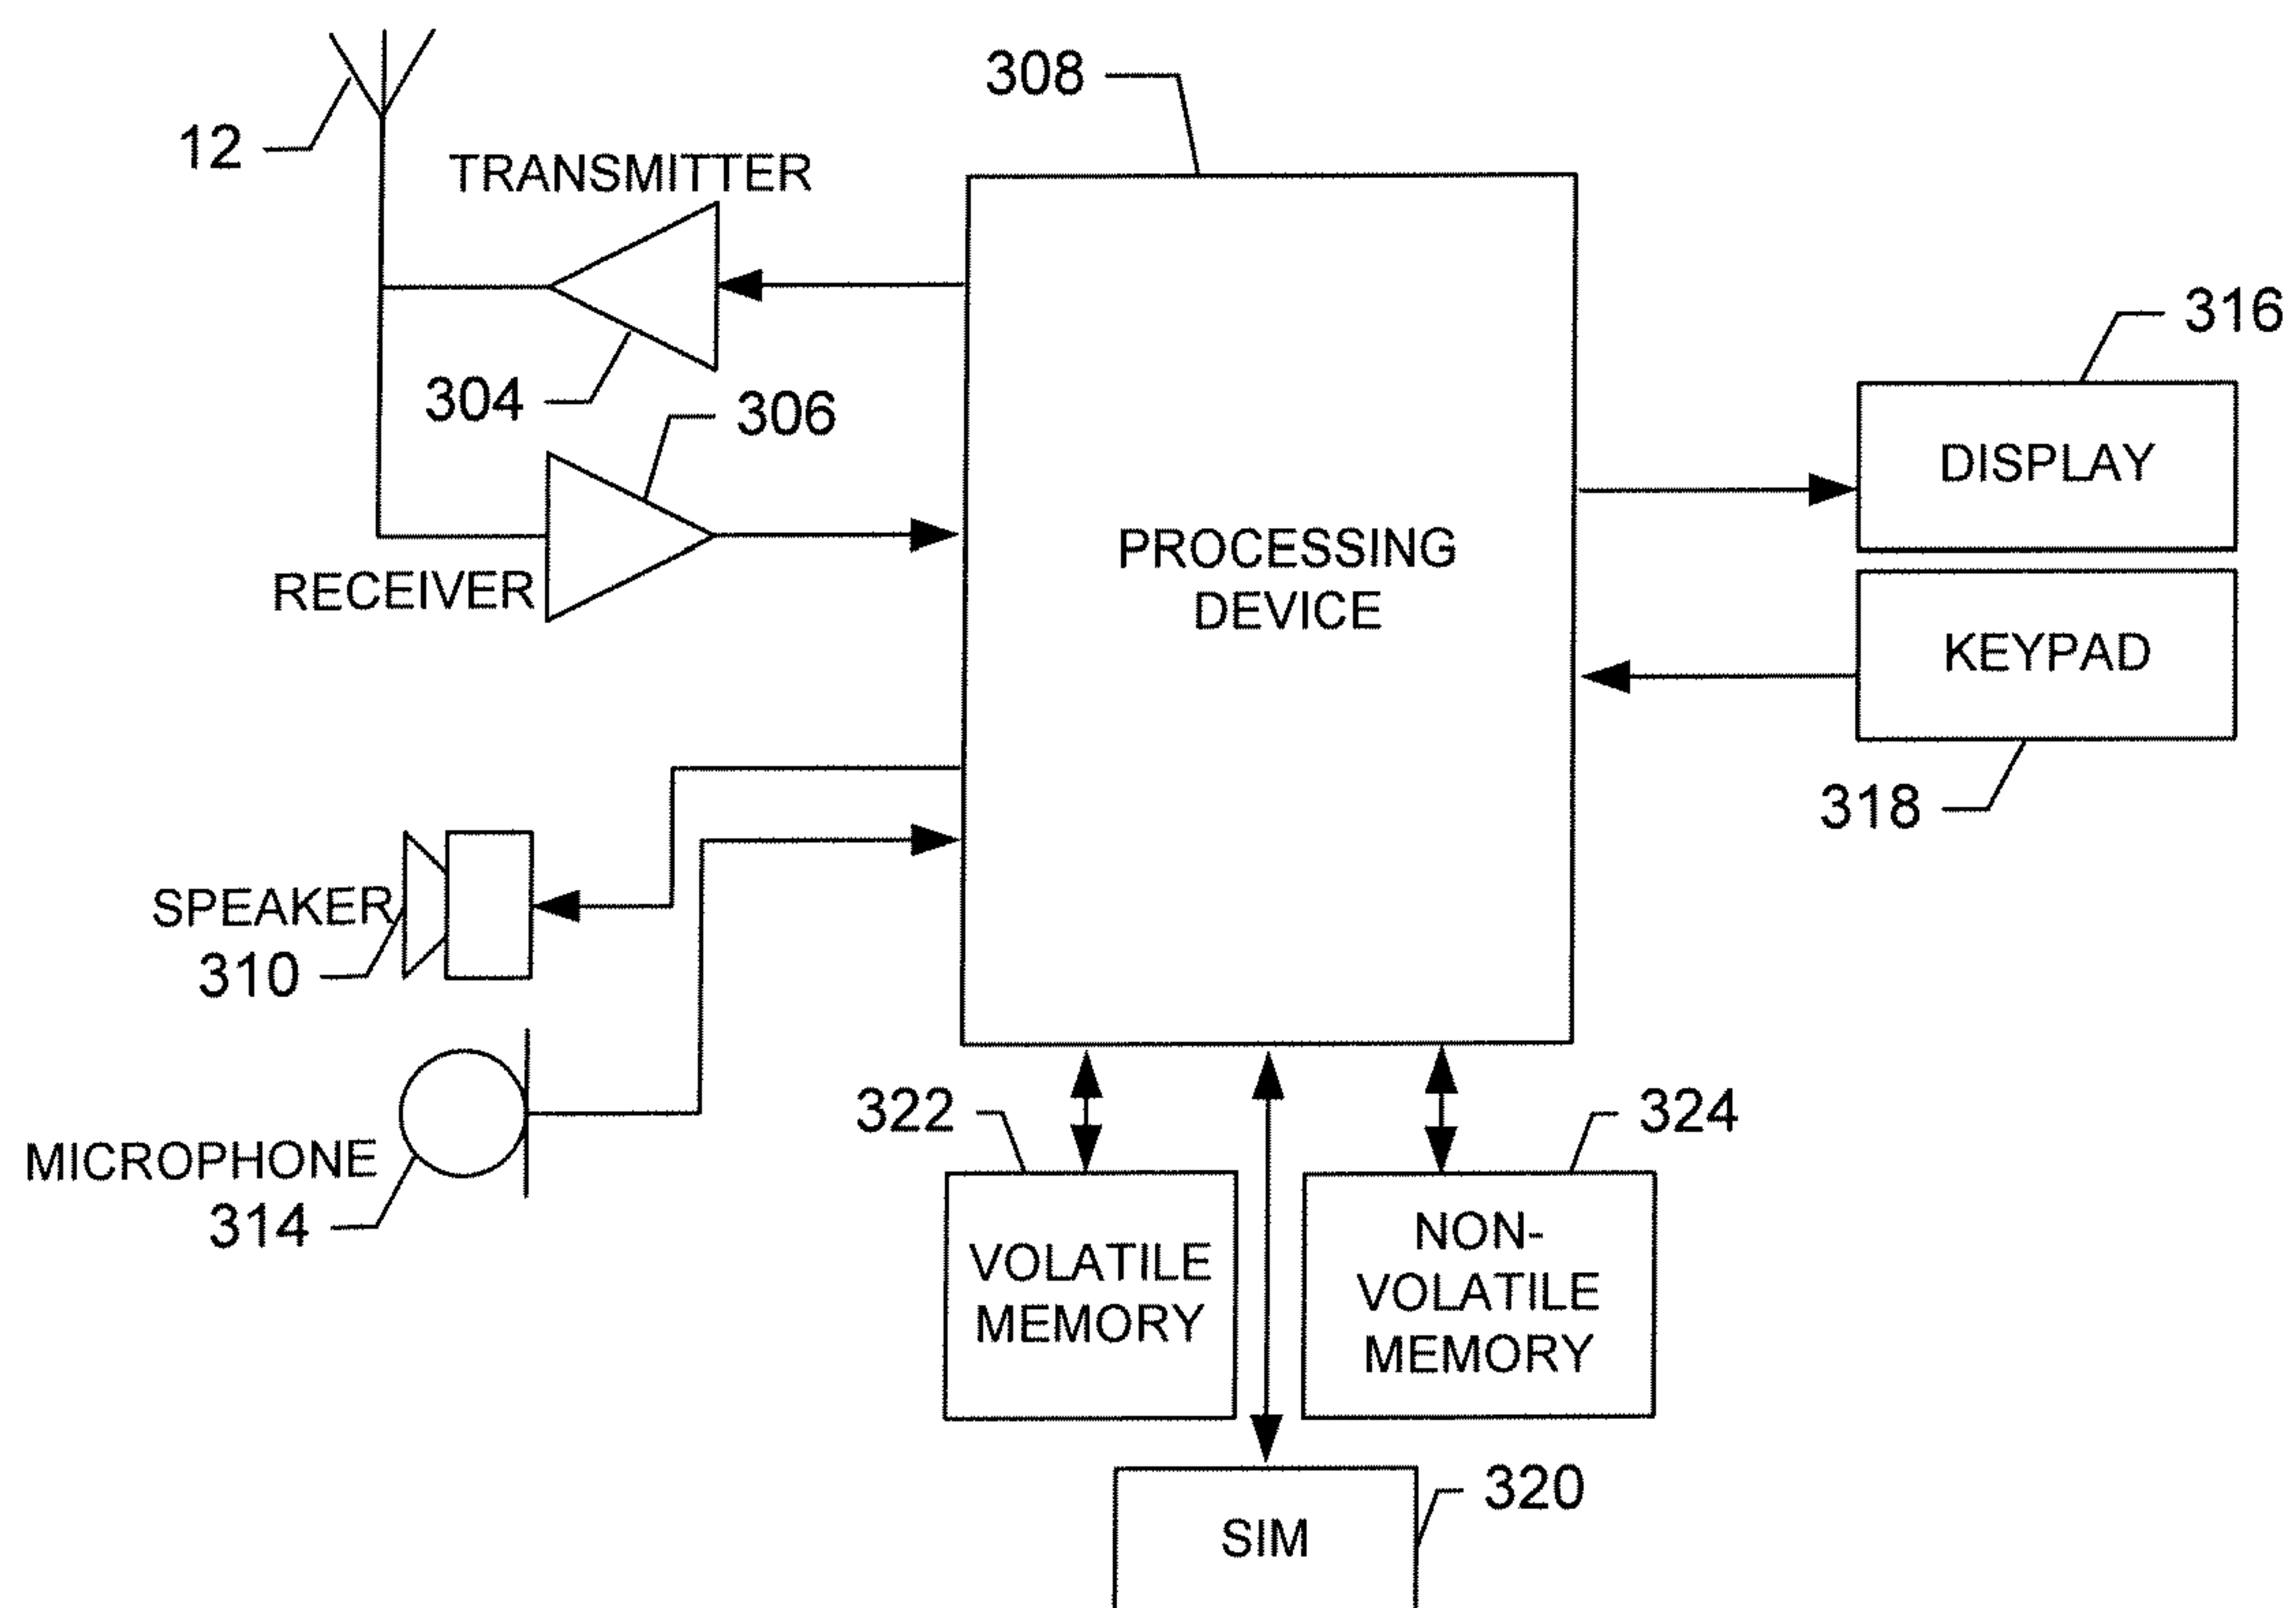 308
12
TRANSMITTER
316
304
306
DISPLAY
PROCESSING
DEVICE
RECEIVER
KEYPAD
318
SPEAKER
310
322
324
MICROPHONE
314
VOLATILE
MEMORY
NON-
VOLATILE
MEMORY
320
SIM